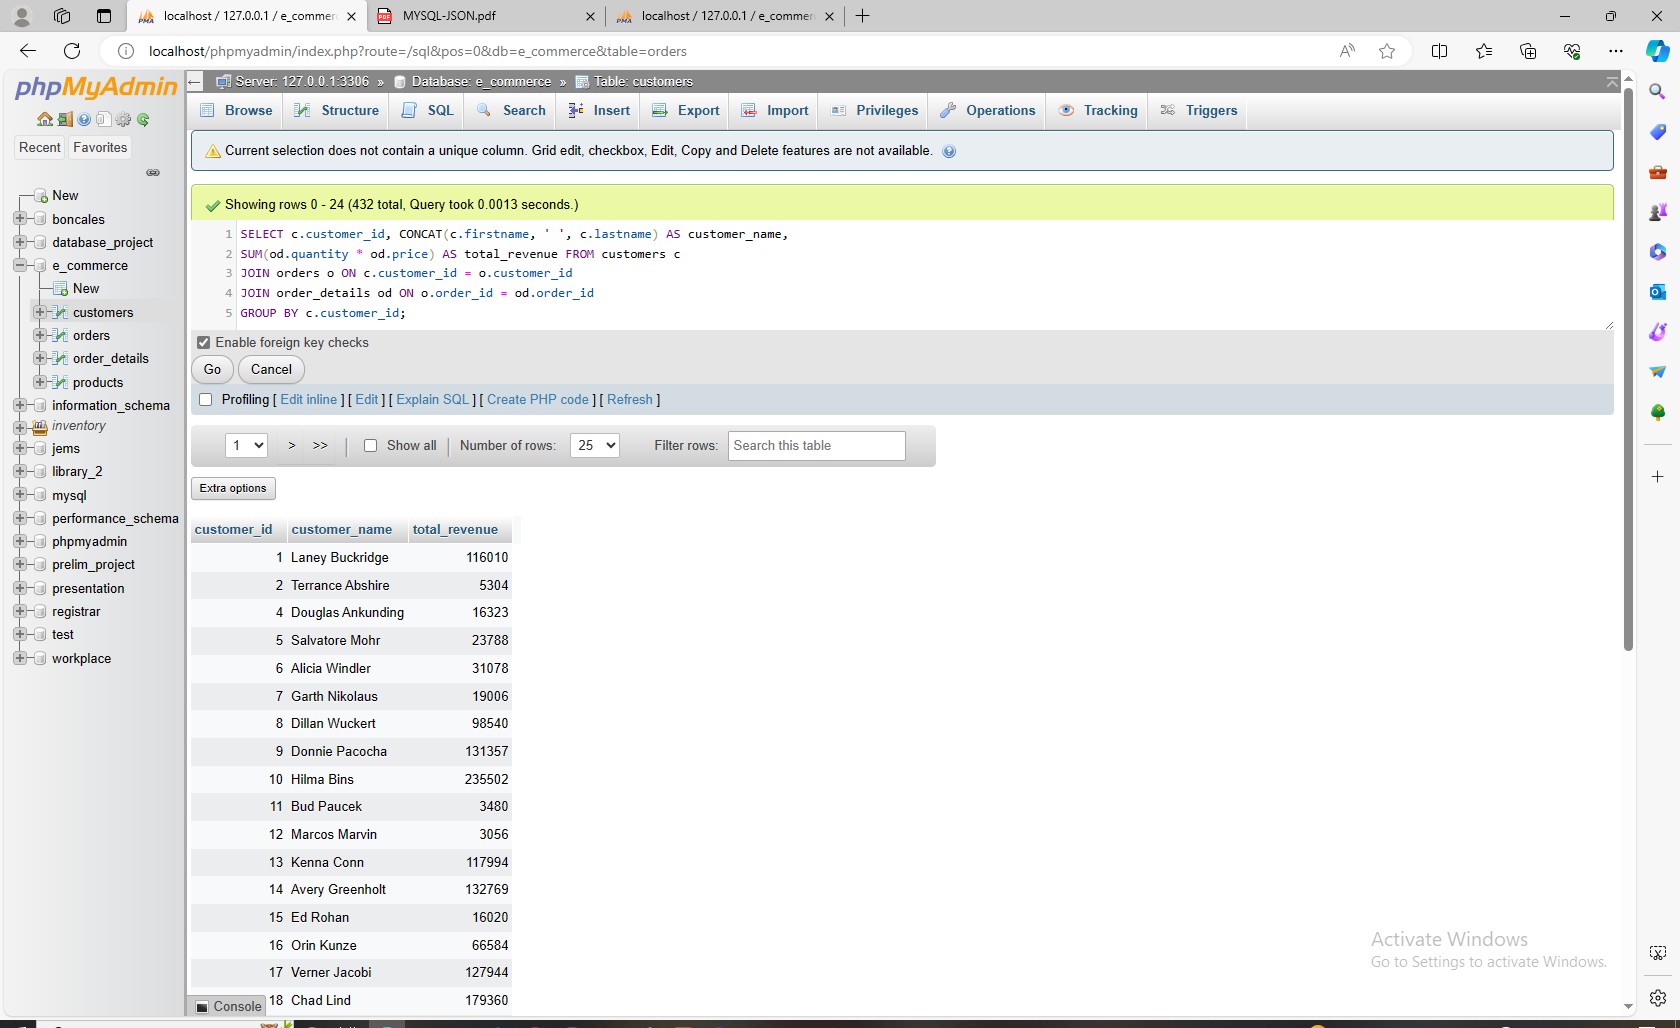 localhost / 127.0.0.1 / e_commer
MYSQL-JSON.pdf
localhost / 127.0.0.1 / e_commer
localhost/phpmyadmin/index.php?route=/sql&pos=0&db=e_commerce&table=orders
phpMyAdmin
Recent
Favorites
New
boncales
database_project
e_commerce
New
customers
orders
order_details
products
information_schema
inventory
jems
library_2
mysql
performance_schema
phpmyadmin
prelim_project
presentation
registrar
test
workplace
Server: 127.0.0.1:3306 » Database: e_commerce » Table: customers
Browse Structure SQL Search Insert Export Import Privileges Operations Tracking Triggers
Current selection does not contain a unique column. Grid edit, checkbox, Edit, Copy and Delete features are not available.
Showing rows 0 - 24 (432 total, Query took 0.0013 seconds.)
1 SELECT c.customer_id, CONCAT(c.firstname, ' ', c.lastname) AS customer_name,
2 SUM(od.quantity * od.price) AS total_revenue FROM customers c
3 JOIN orders o ON c.customer_id = o.customer_id
4 JOIN order_details od ON o.order_id = od.order_id
5 GROUP BY c.customer_id;
Enable foreign key checks
Go Cancel
Profiling [ Edit inline ] [ Edit ] [ Explain SQL ] [ Create PHP code ] [ Refresh ]
1 > >> | Show all | Number of rows: 25 Filter rows: Search this table
Extra options
customer_id customer_name total_revenue
1 Laney Buckridge 116010
2 Terrance Abshire 5304
4 Douglas Ankunding 16323
5 Salvatore Mohr 23788
6 Alicia Windler 31078
7 Garth Nikolaus 19006
8 Dillan Wuckert 98540
9 Donnie Pacocha 131357
10 Hilma Bins 235502
11 Bud Paucek 3480
12 Marcos Marvin 3056
13 Kenna Conn 117994
14 Avery Greenholt 132769
15 Ed Rohan 16020
16 Orin Kunze 66584
17 Verner Jacobi 127944
18 Chad Lind 179360
Console
Activate Windows
Go to Settings to activate Windows.